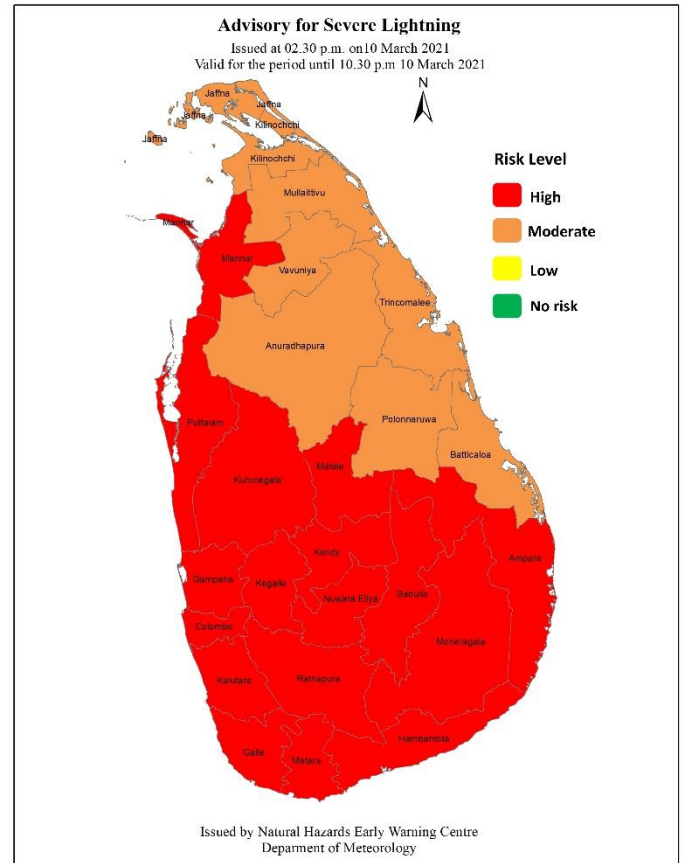 Advisory for Severe Lightning
Issued at 02.30 p.m. on10 March 2021
Valid for the period until 10.30 p.m 10 March 2021
N
Jaffna
Jaffna
Jaffna
Kilinochchi
Jaffna
Kilinochchi
Risk Level
Mullaittivu
High
Mannar
Moderate
Mannar
Vavuniya
Low
Trincomalee
No risk
Anuradhapura
Polonnaruwa
Puttalam
Batticaloa
Matale
Kurunegala
Kandy
Ampara
Gampaha
Kegalle
Nuwara Eliya
Badulla
Colombo
Moneragala
Kalutara
Ratnapura
Hambantota
Galle
Matara
Issued by Natural Hazards Early Warning Centre
Deparment of Meteorology